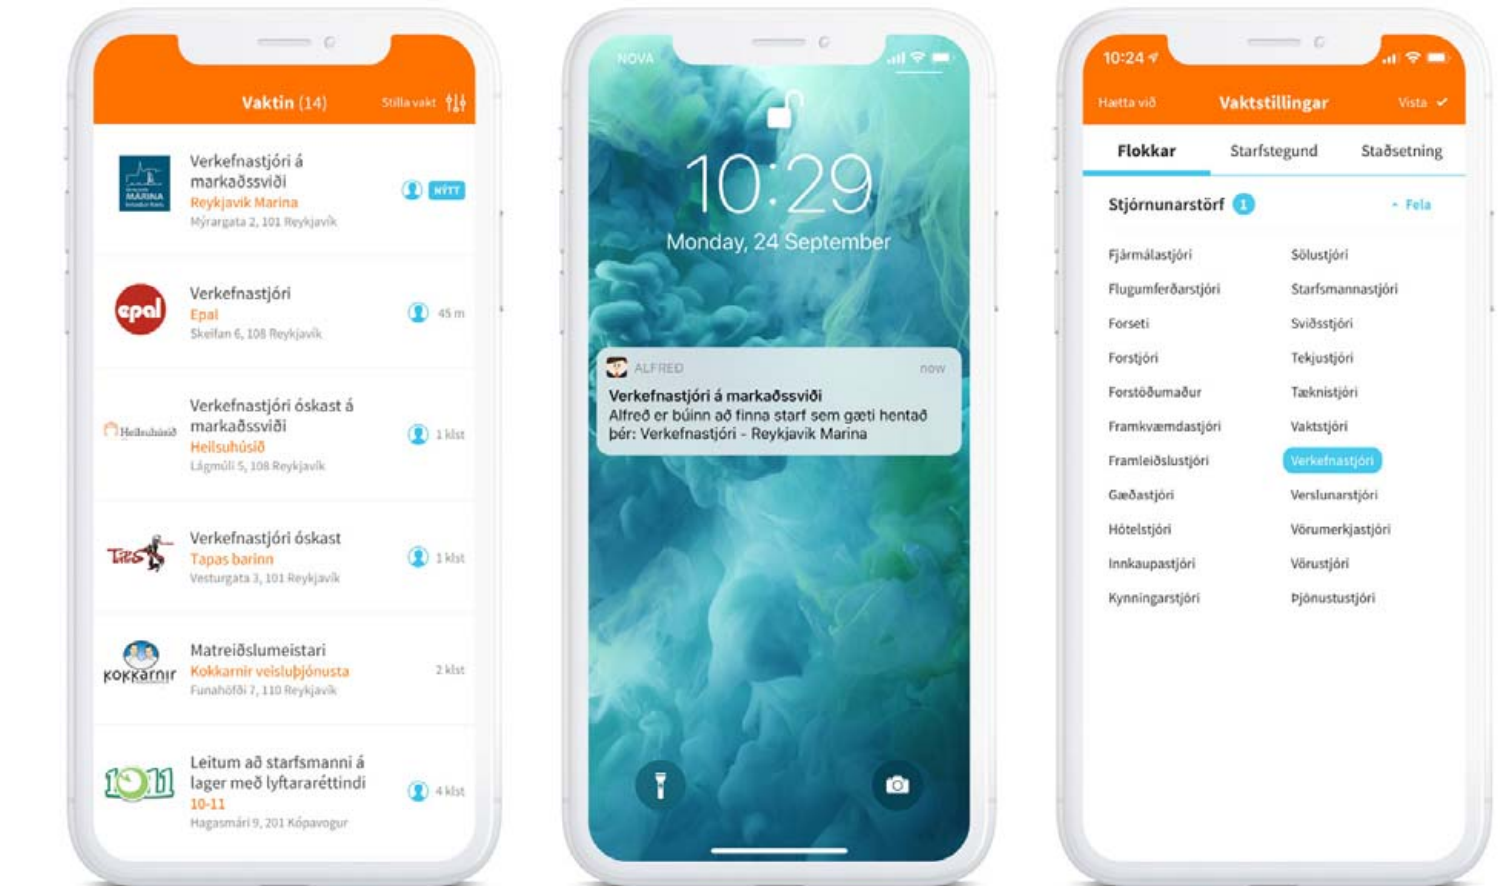 Vaktin (14)
Stilla vakt
MARINA
Verkefnastjóri á
markaðssviði
Reykjavik Marina
Mýrargata 2, 101 Reykjavík
NÝTT
epal
Verkefnastjóri
Epal
Skeifan 6, 108 Reykjavík
45 m
Heilsuhúsið
Verkefnastjóri óskast á
markaðssviði
Heilsuhúsið
Lágmúli 5, 108 Reykjavík
1 klst
Verkefnastjóri óskast
Tapas barinn
Vesturgata 3, 101 Reykjavík
1 klst
kokkarnir
Matreiðslumeistari
Kokkarnir veisluþjónusta
Funahöfði 7, 110 Reykjavík
2 klst
10-11
Leitum að starfsmanni á
lager með lyftararéttindi
10-11
Hagasmári 9, 201 Kópavogur
4 klst
NOVA
10:29
Monday, 24 September
ALFRED
now
Verkefnastjóri á markaðssviði
Alfreð er búinn að finna starf sem gæti hentað
þér: Verkefnastjóri - Reykjavik Marina
10:24
Hætta við
Vaktstillingar
Vista
Flokkar
Starfstegund
Staðsetning
Stjórnunarstörf 1
Fela
Fjármálastjóri
Flugumferðarstjóri
Forseti
Forstjóri
Forstöðumaður
Framkvæmdastjóri
Framleiðslustjóri
Gæðastjóri
Hótelstjóri
Innkaupastjóri
Kynningarstjóri
Sölustjóri
Starfsmannastjóri
Sviðsstjóri
Tekjustjóri
Tæknistjóri
Vaktstjóri
Verkefnastjóri
Verslunarstjóri
Vörumerkjastjóri
Vörustjóri
Þjónustustjóri